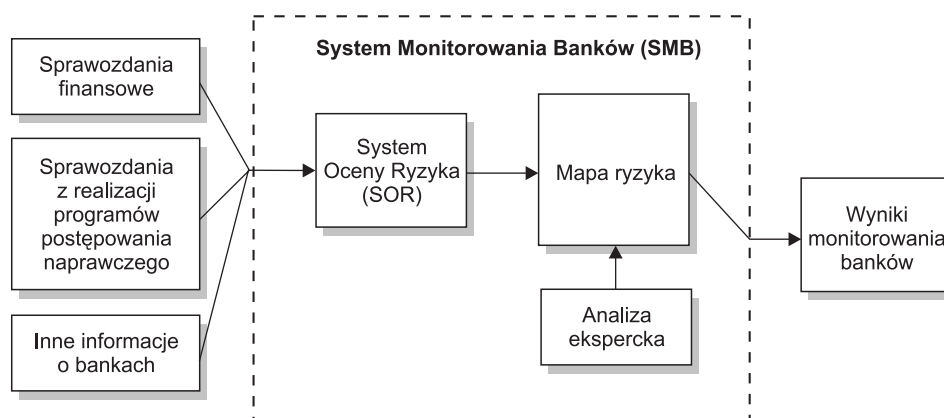 System Monitorowania Banków (SMB)
Sprawozdania
finansowe
Sprawozdania
z realizacji
programów
postępowania
naprawczego
Inne informacje
o bankach
System
Oceny Ryzyka
(SOR)
Mapa ryzyka
Analiza
ekspercka
Wyniki
monitorowania
banków